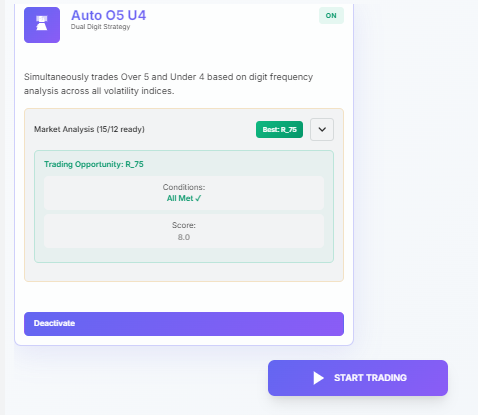 Auto O5 U4
Dual Digit Strategy
ON
Simultaneously trades Over 5 and Under 4 based on digit frequency
analysis across all volatility indices.
Market Analysis (15/12 ready)
Best: R_75
Trading Opportunity: R_75
Conditions:
All Met ✓
Score:
8.0
Deactivate
START TRADING